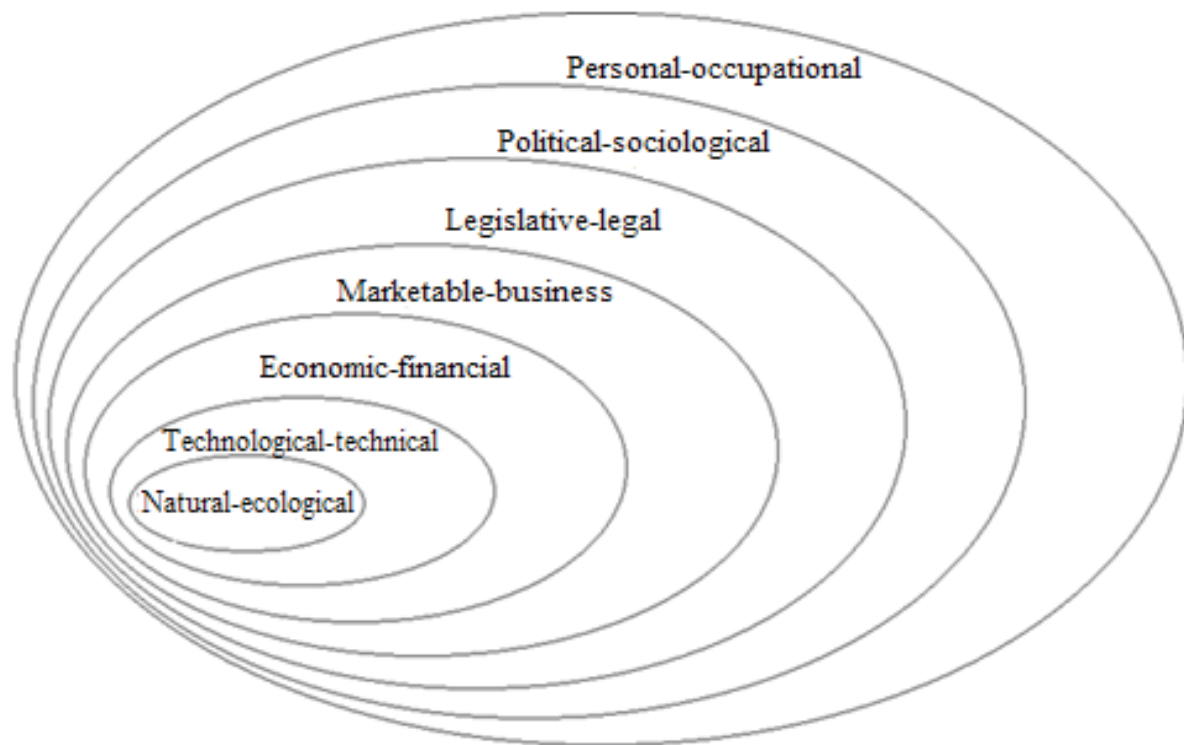 Personal-occupational
Political-sociological
Legislative-legal
Marketable-business
Economic-financial
Technological-technical
Natural-ecological